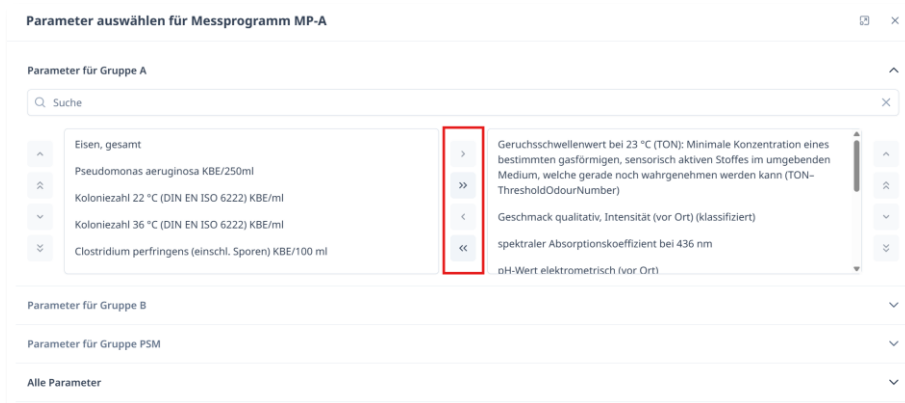 Parameter auswählen für Messprogramm MP-A
Parameter für Gruppe A
Suche
Eisen, gesamt
Pseudomonas aeruginosa KBE/250ml
Koloniezahl 22 °C (DIN EN ISO 6222) KBE/ml
Koloniezahl 36 °C (DIN EN ISO 6222) KBE/ml
Clostridium perfringens (einschl. Sporen) KBE/100 ml
Geruchsschwellenwert bei 23 °C (TON): Minimale Konzentration eines
bestimmten gasförmigen, sensorisch aktiven Stoffes im umgebenden
Medium, welche gerade noch wahrgenehmen werden kann (TON–
ThresholdOdourNumber)
Geschmack qualitativ, Intensität (vor Ort) (klassifiziert)
spektraler Absorptionskoeffizient bei 436 nm
pH-Wert elektrometrisch (vor Ort)
Parameter für Gruppe B
Parameter für Gruppe PSM
Alle Parameter